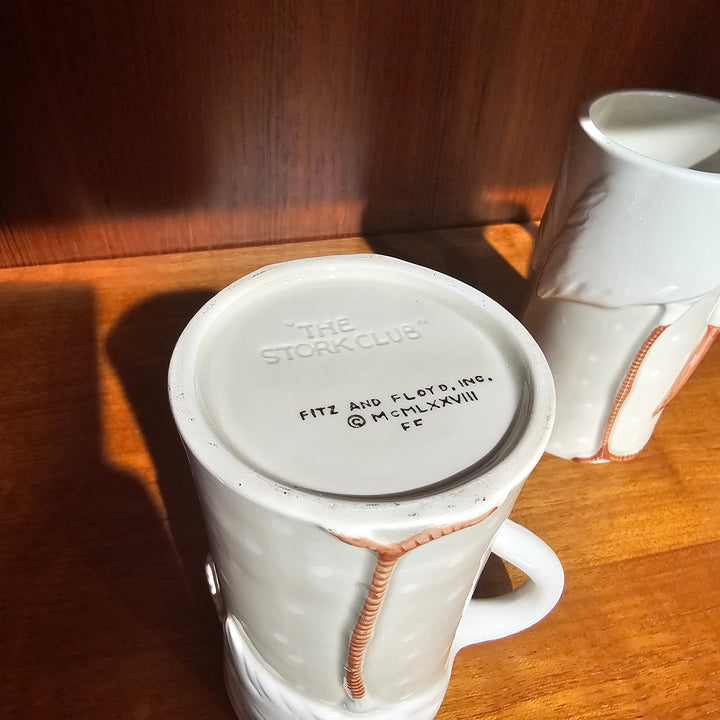 "THE
STORK CLUB"
FITZ AND FLOYD, INC.
© McMLXXVIII
FF